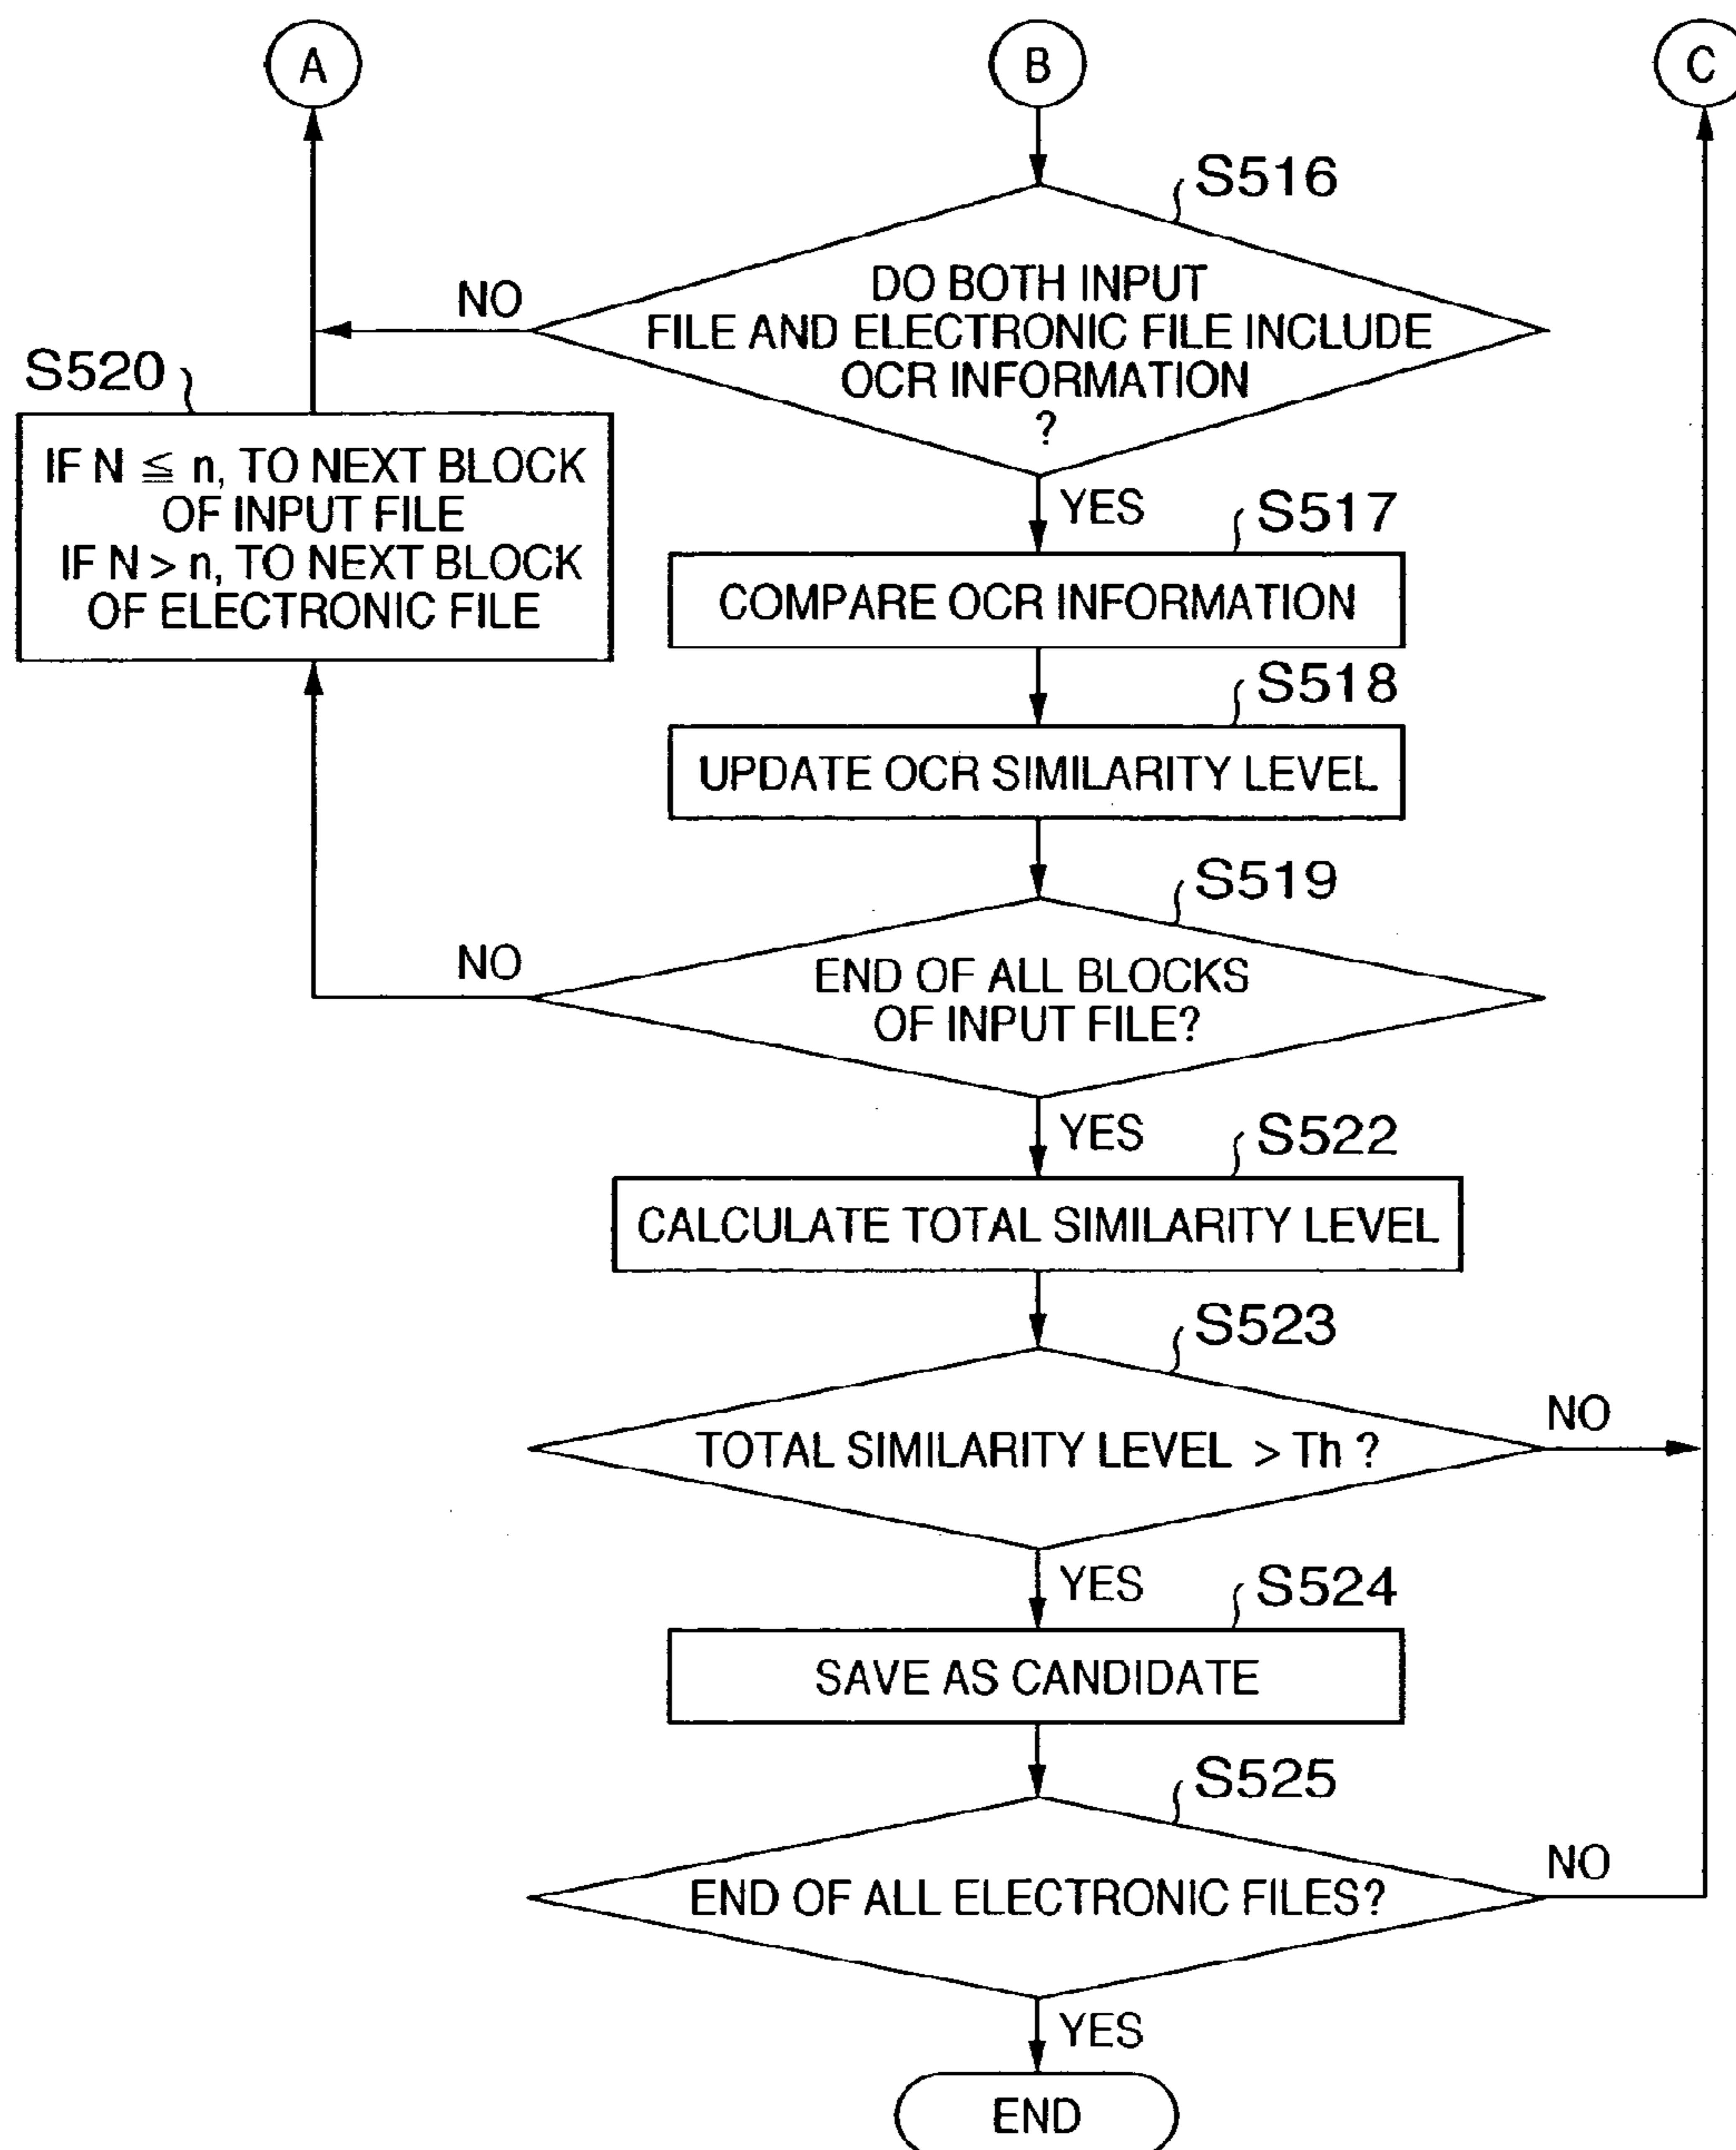 A
B
C
S516
DO BOTH INPUT
FILE AND ELECTRONIC FILE INCLUDE
OCR INFORMATION
?
NO
YES
S520
IF N ≦ n, TO NEXT BLOCK
OF INPUT FILE
IF N > n, TO NEXT BLOCK
OF ELECTRONIC FILE
S517
COMPARE OCR INFORMATION
S518
UPDATE OCR SIMILARITY LEVEL
S519
END OF ALL BLOCKS
OF INPUT FILE?
NO
YES
S522
CALCULATE TOTAL SIMILARITY LEVEL
S523
TOTAL SIMILARITY LEVEL > Th ?
NO
YES
S524
SAVE AS CANDIDATE
S525
END OF ALL ELECTRONIC FILES?
NO
YES
END